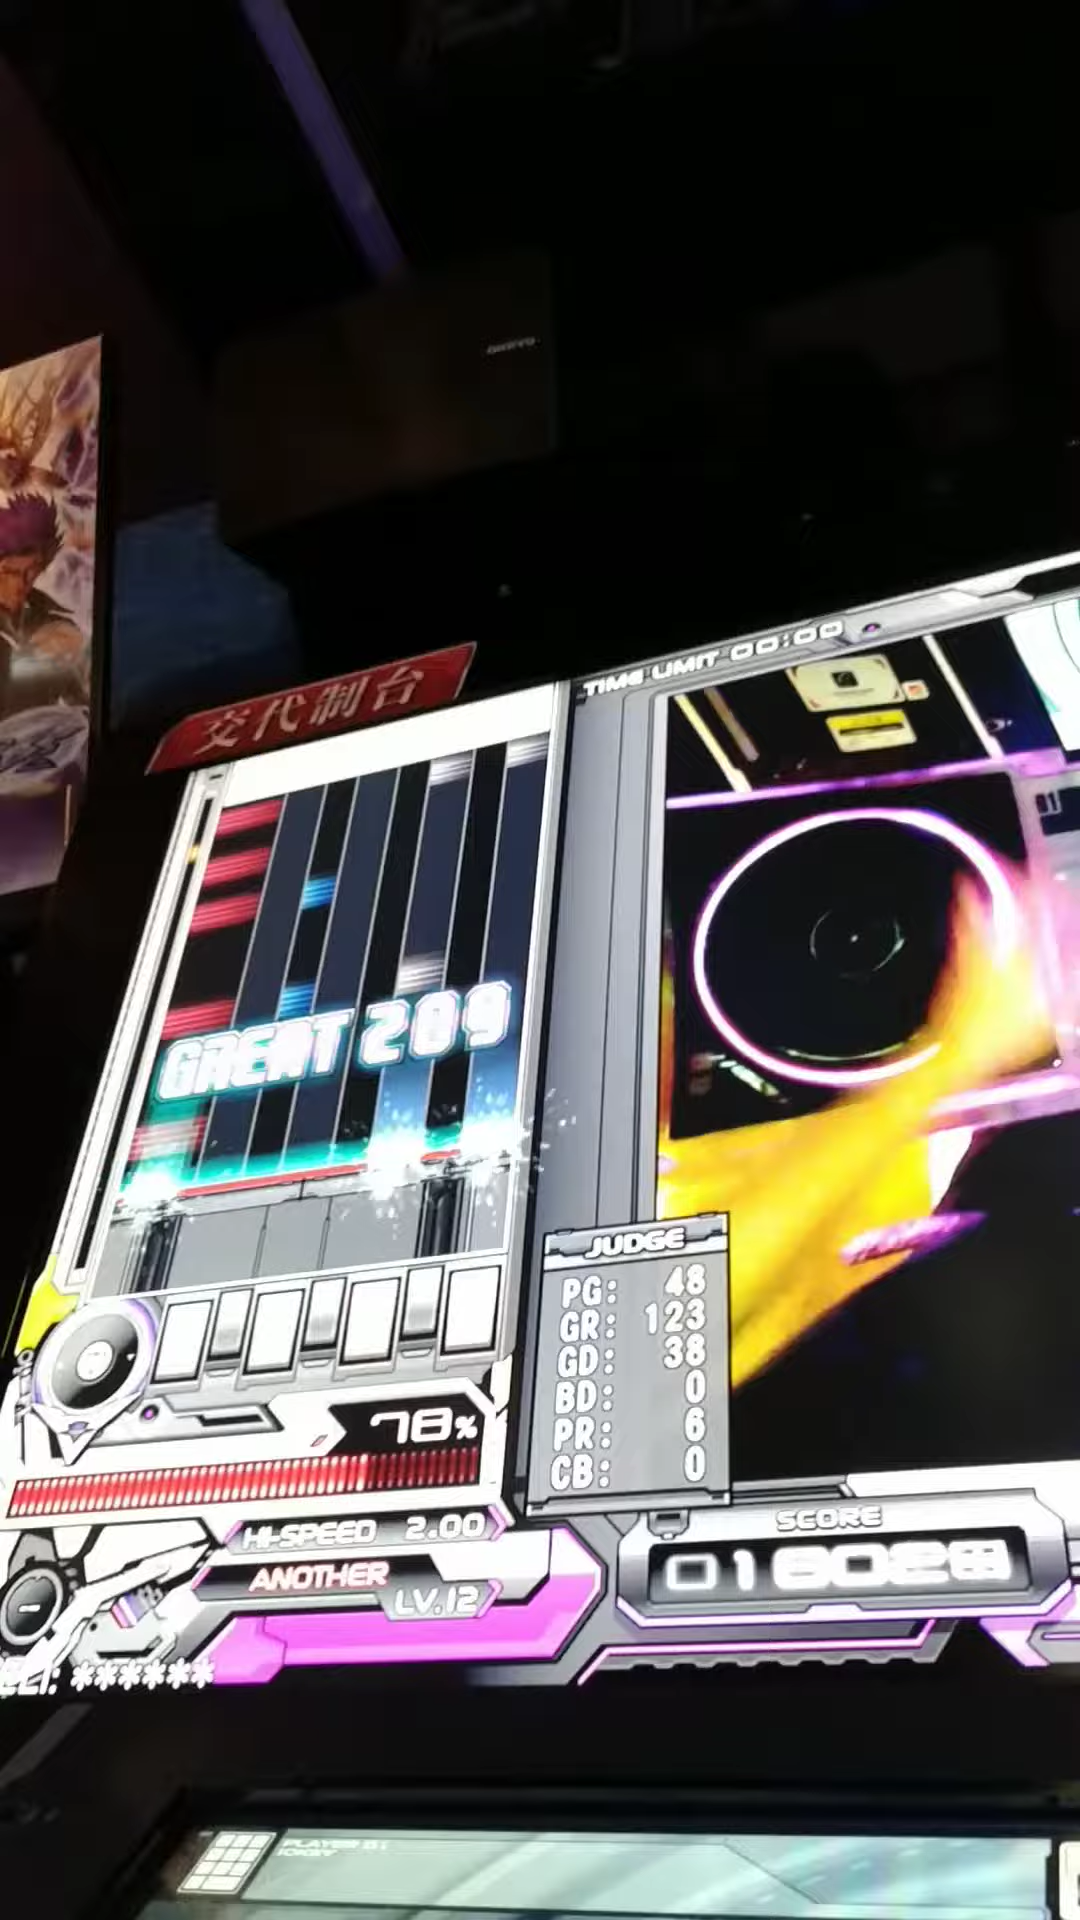 交代制台
TIME LIMIT 00:00
GREAT 209
JUDGE
PG: 48
GR: 123
GD: 38
BD: 0
PR: 6
CB: 0
78%
HI-SPEED 2.00
ANOTHER
LV.12
SCORE
******